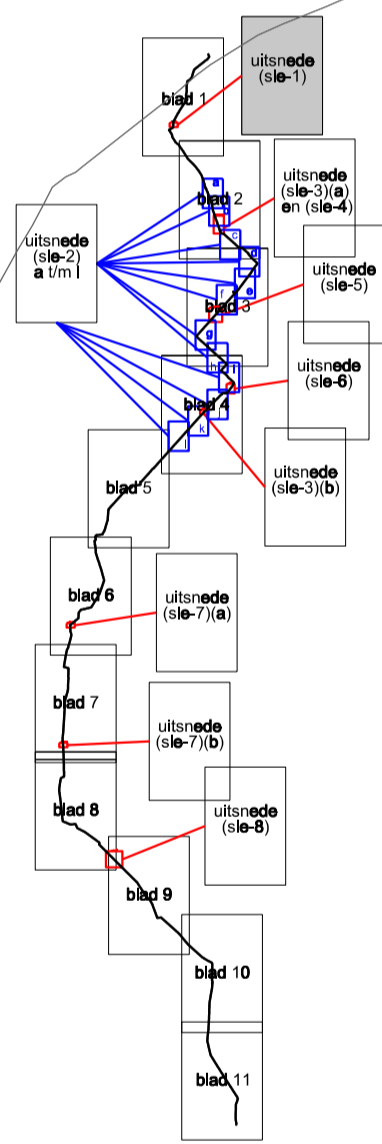 uitsnede
(sle-1)
blad 1
uitsnede
(sle-3)(a)
en (sle-4)
a
blad 2
b
c
uitsnede
(sle-2)
a t/m l
d
uitsnede
(sle-5)
e
f
blad 3
g
h
i
uitsnede
(sle-6)
blad 4
j
k
l
uitsnede
(sle-3)(b)
blad 5
blad 6
uitsnede
(sle-7)(a)
blad 7
uitsnede
(sle-7)(b)
blad 8
uitsnede
(sle-8)
blad 9
blad 10
blad 11